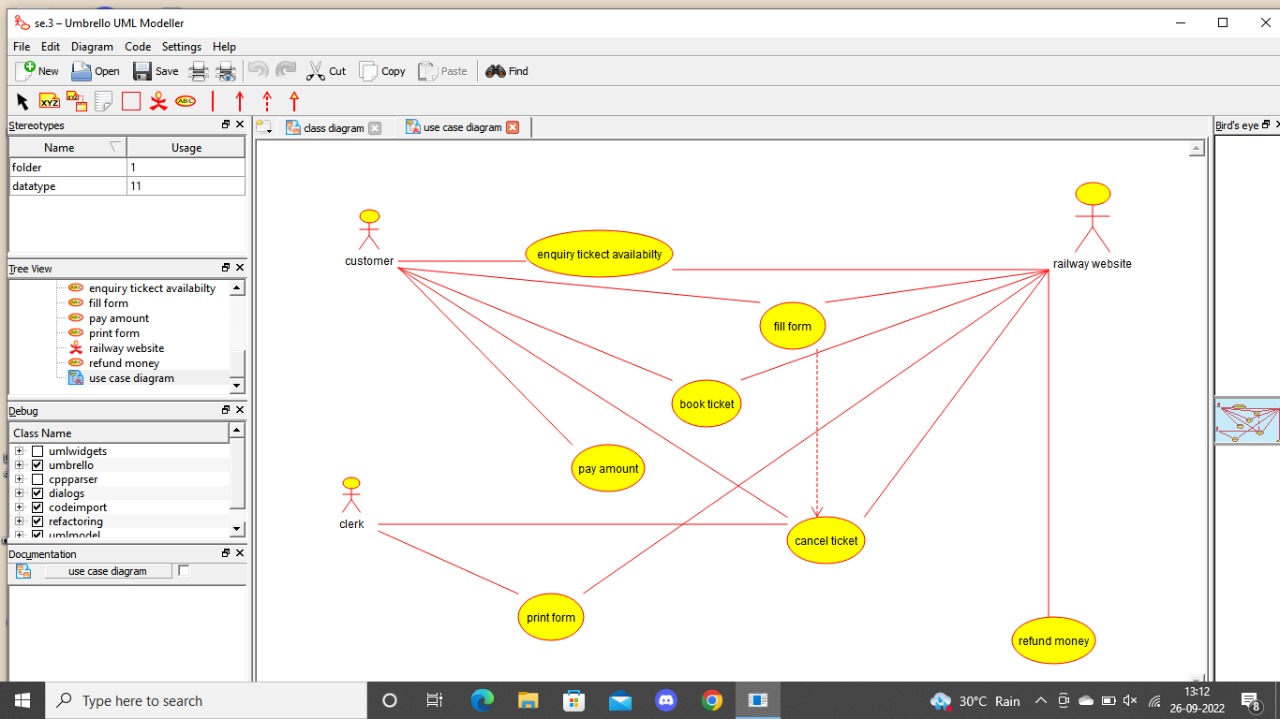 se.3 – Umbrello UML Modeller
File Edit Diagram Code Settings Help
New Open Save Cut Copy Paste Find
XYZ ABC
Stereotypes
Name Usage
folder 1
datatype 11
class diagram use case diagram
Bird's eye
customer
enquiry tickect availabilty
railway website
fill form
book ticket
pay amount
clerk
cancel ticket
print form
refund money
Tree View
enquiry tickect availabilty
fill form
pay amount
print form
railway website
refund money
use case diagram
Debug
Class Name
umlwidgets
umbrello
cppparser
dialogs
codeimport
refactoring
umlmodel
Documentation
use case diagram
Type here to search
30°C Rain
13:12
26-09-2022
8